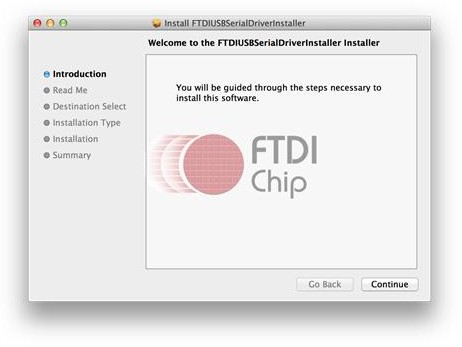 Install FTDIUSBSerialDriverInstaller
Welcome to the FTDIUSBSerialDriverInstaller Installer
Introduction
Read Me
Destination Select
Installation Type
Installation
Summary
You will be guided through the steps necessary to
install this software.
FTDI
Chip
Go Back
Continue